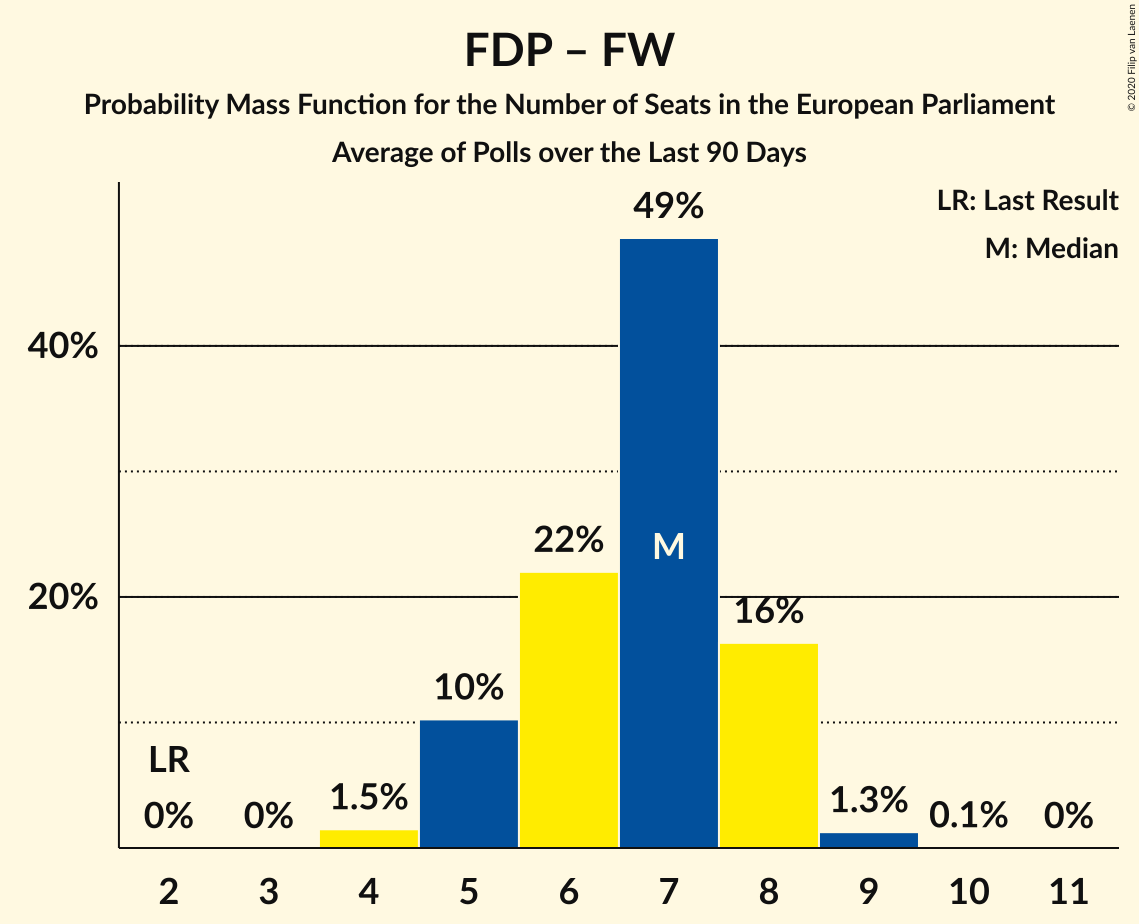 FDP – FW
Probability Mass Function for the Number of Seats in the European Parliament
Average of Polls over the Last 90 Days
© 2020 Filip van Laenen
LR: Last Result
M: Median
49%
40%
22%
M
20%
16%
10%
LR
1.5%
1.3%
0%
0%
0.1%
0%
2
3
4
5
6
7
8
9
10
11